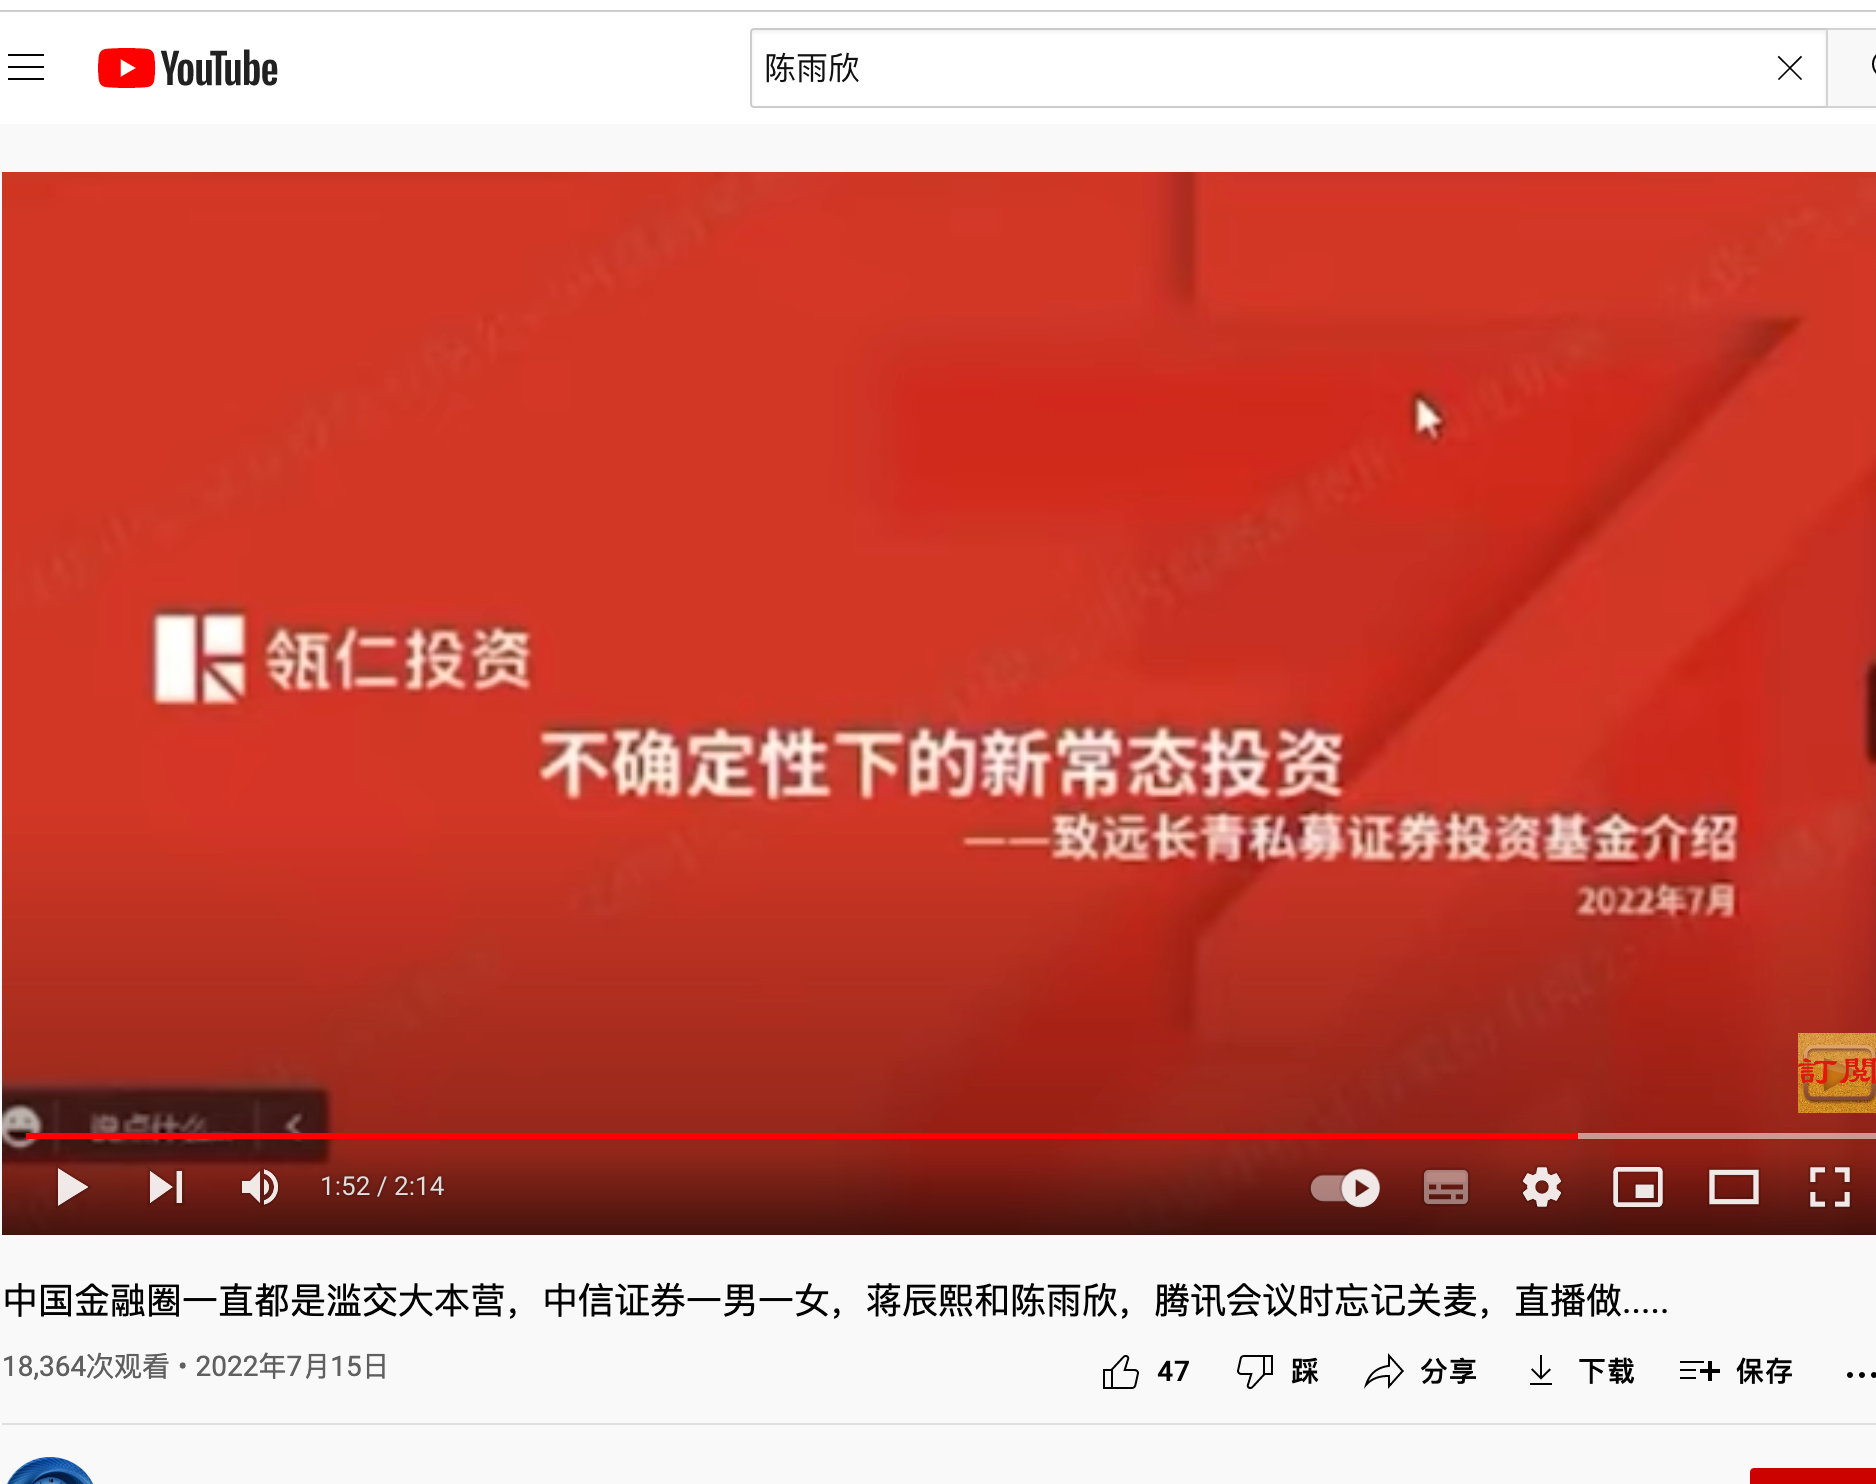 YouTube
陈雨欣
瓴仁投资
不确定性下的新常态投资
——致远长青私募证券投资基金介绍
2022年7月
訂閱
说点什么...
1:52 / 2:14
中国金融圈一直都是滥交大本营，中信证券一男一女，蒋辰熙和陈雨欣，腾讯会议时忘记关麦，直播做.....
18,364次观看 • 2022年7月15日
47
踩
分享
下载
保存